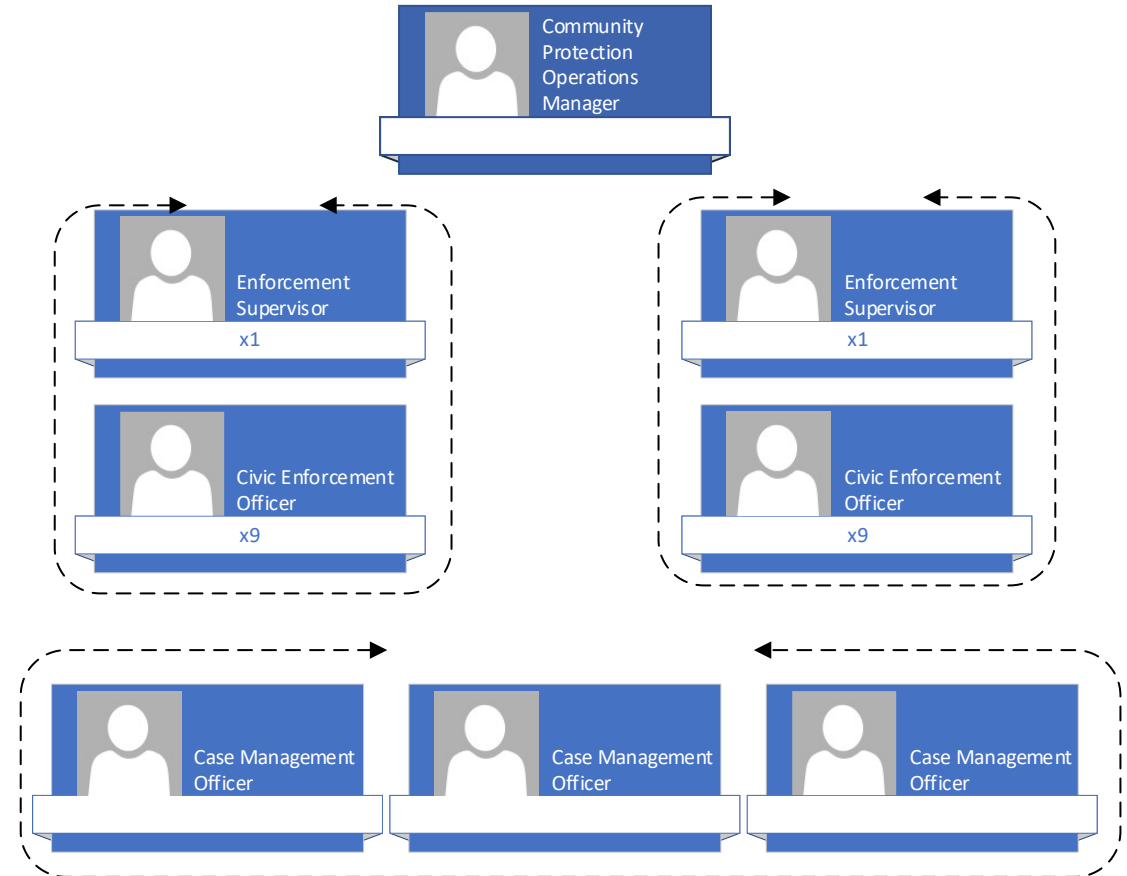 Community
Protection
Operations
Manager
Enforcement
Supervisor
x1
Enforcement
Supervisor
x1
Civic Enforcement
Officer
x9
Civic Enforcement
Officer
x9
Case Management
Officer
Case Management
Officer
Case Management
Officer